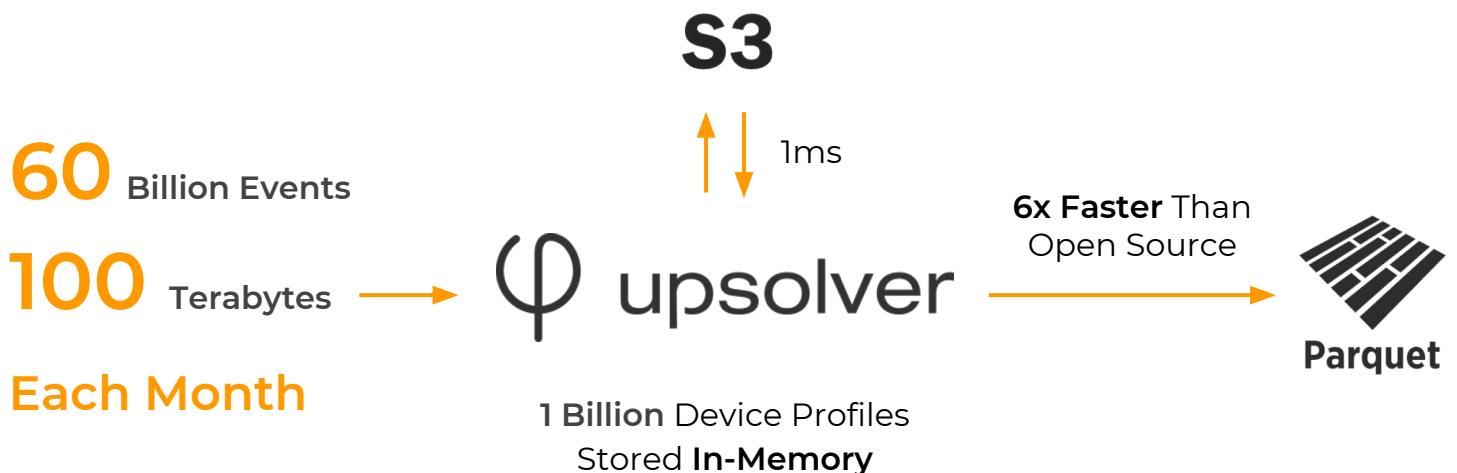 S3
1ms
60 Billion Events
100 Terabytes
Each Month
upsolver
6x Faster Than
Open Source
Parquet
1 Billion Device Profiles
Stored In-Memory